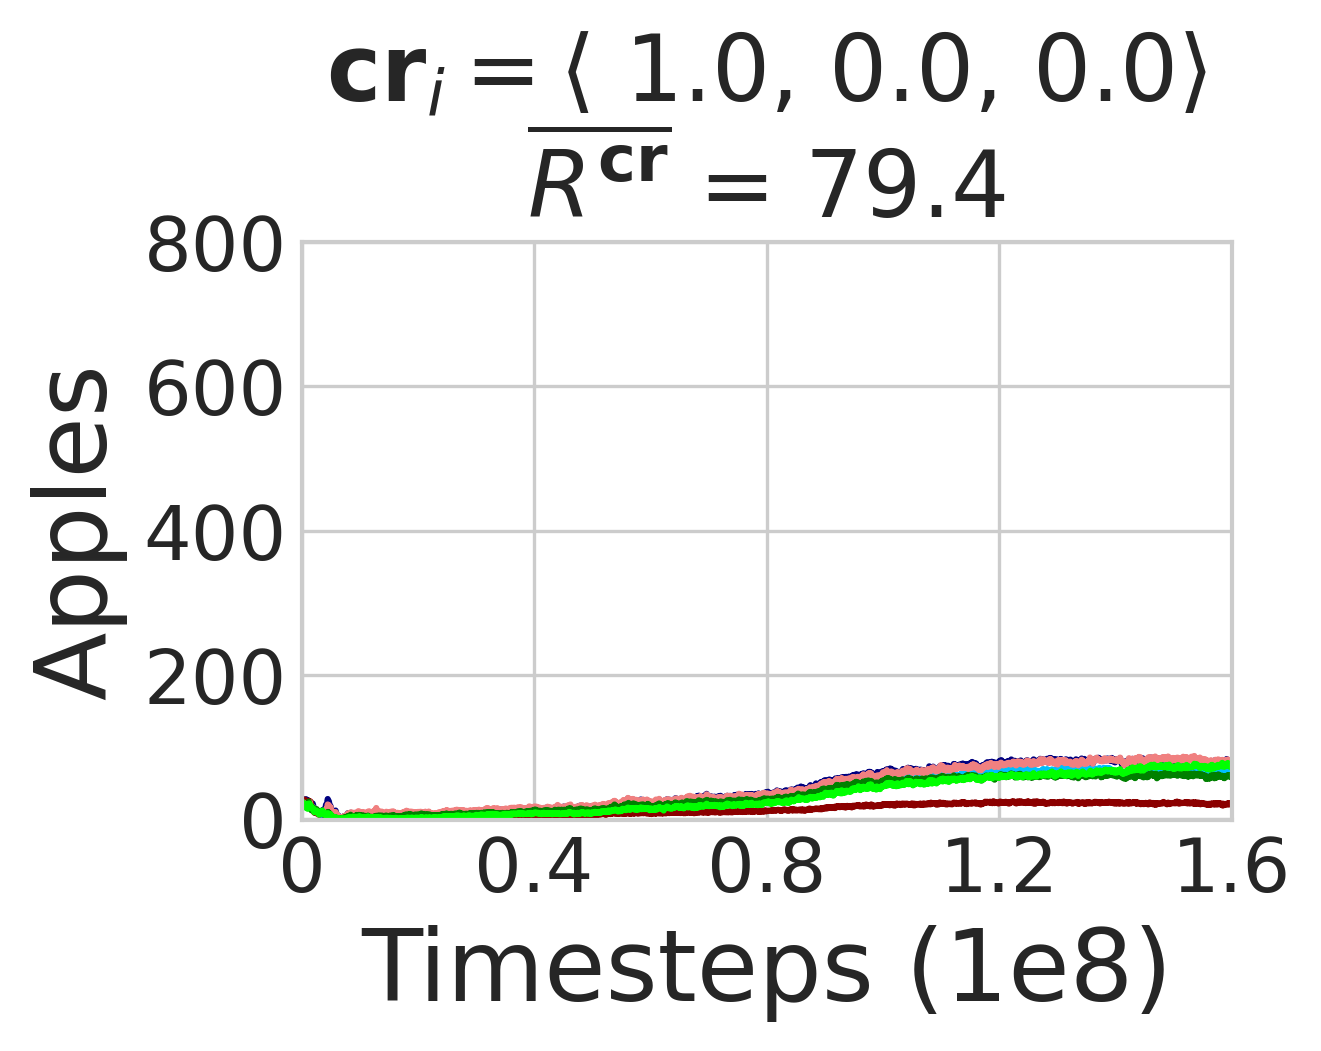 cr_i = ⟨ 1.0, 0.0, 0.0⟩
\overline{R^{cr}} = 79.4
800
600
400
200
0
Apples
0 0.4 0.8 1.2 1.6
Timesteps (1e8)